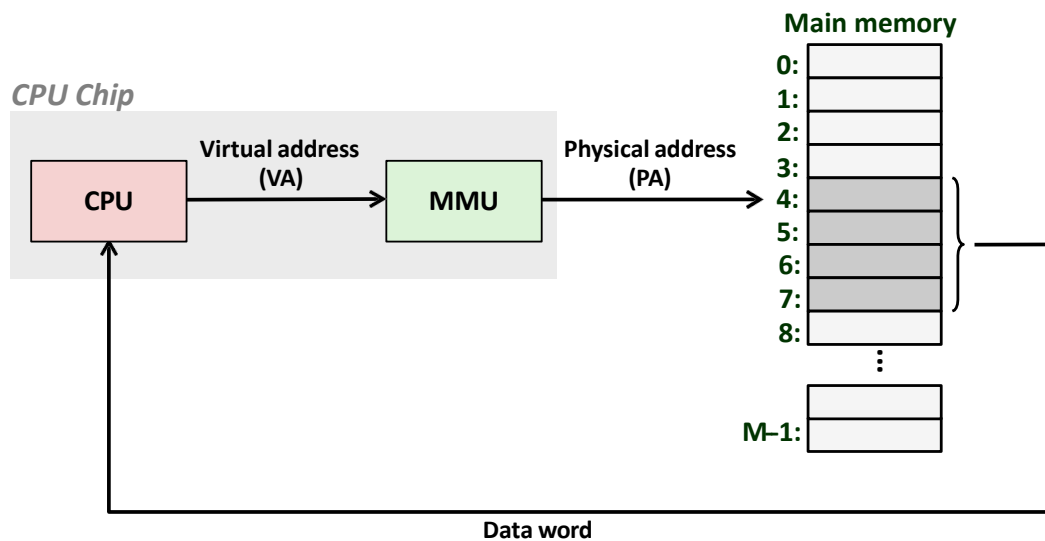 Main memory
0:
1:
CPU Chip
2:
Virtual address
(VA)
Physical address
(PA)
3:
CPU
MMU
4:
5:
6:
7:
8:
⋮
M–1:
Data word